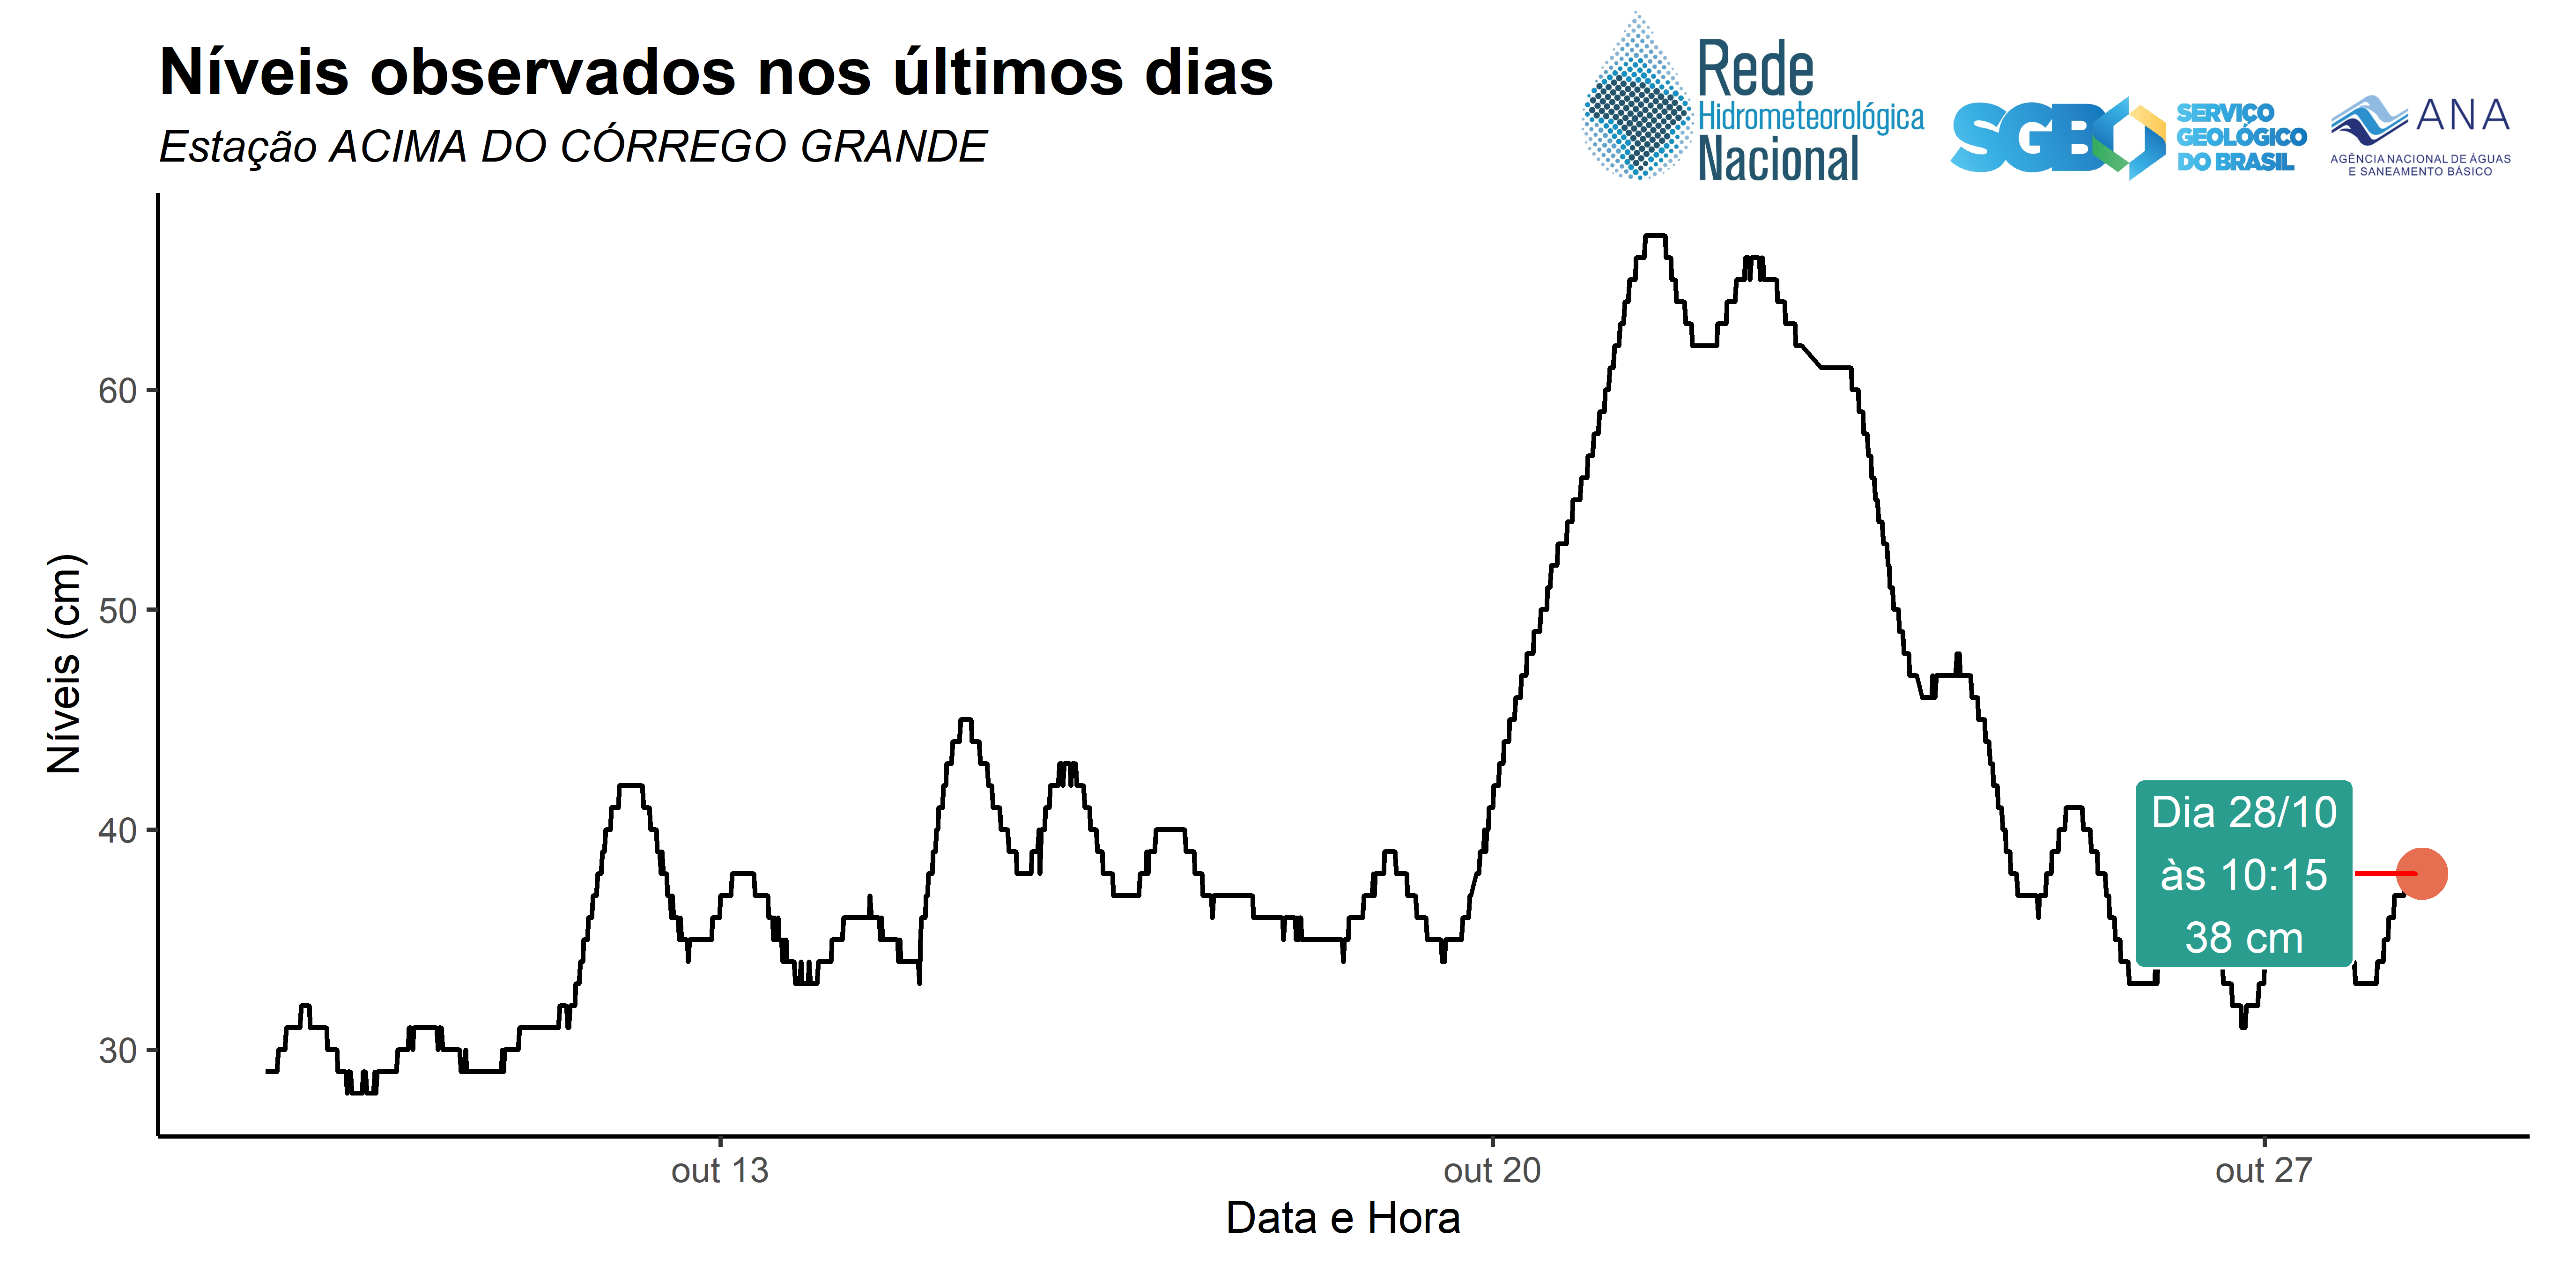 Níveis observados nos últimos dias
Estação ACIMA DO CÓRREGO GRANDE
Rede
Hidrometeorológica
Nacional
SGB
SERVIÇO
GEOLÓGICO
DO BRASIL
ANA
AGÊNCIA NACIONAL DE ÁGUAS
E SANEAMENTO BÁSICO
Níveis (cm)
60
50
40
30
Dia 28/10
às 10:15
38 cm
out 13
out 20
out 27
Data e Hora